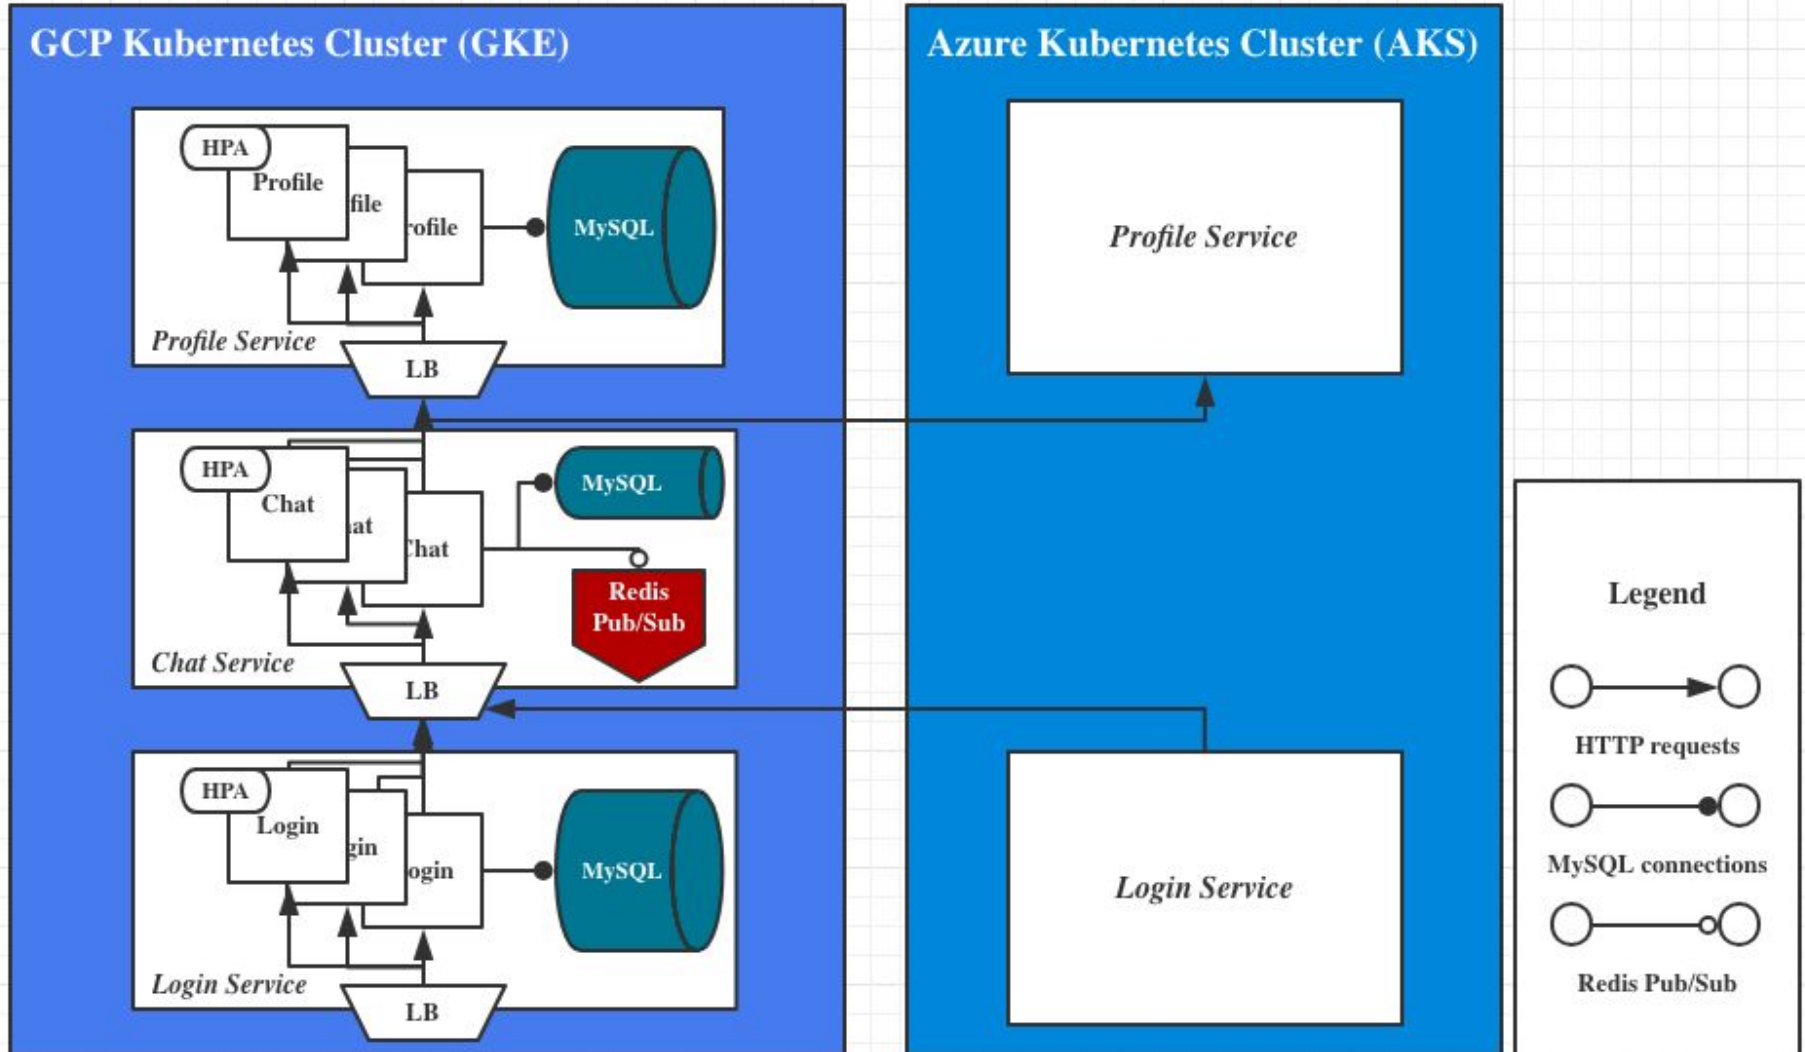 GCP Kubernetes Cluster (GKE)
HPA
Profile
file
rofile
MySQL
Profile Service
LB
HPA
Chat
Chat
MySQL
Redis
Pub/Sub
Chat Service
LB
HPA
Login
gin
ogin
MySQL
Login Service
LB
Azure Kubernetes Cluster (AKS)
Profile Service
Login Service
Legend
HTTP requests
MySQL connections
Redis Pub/Sub